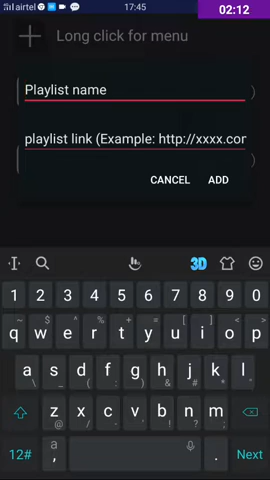 airtel
17:45
02:12
Long click for menu
Playlist name
playlist link (Example: http://xxxx.con
CANCEL
ADD
3D
1 2 3 4 5 6 7 8 9 0
q w e r t y u i o p
a s d f g h j k l
z x c v b n m
12# , . Next